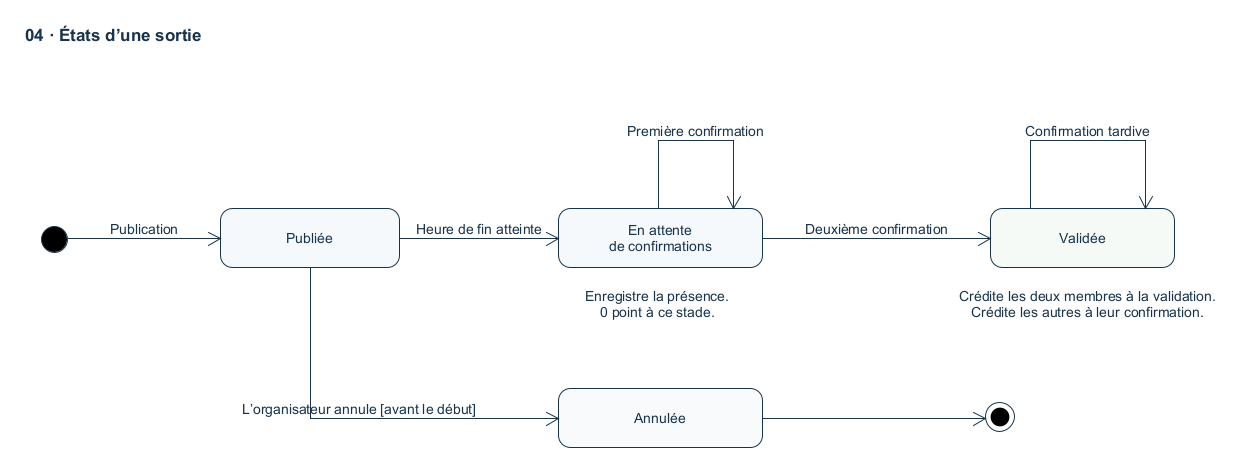 04 · États d’une sortie
Première confirmation
Confirmation tardive
Publication
Publiée
Heure de fin atteinte
En attente
de confirmations
Deuxième confirmation
Validée
Enregistre la présence.
0 point à ce stade.
Crédite les deux membres à la validation.
Crédite les autres à leur confirmation.
L’organisateur annule [avant le début]
Annulée